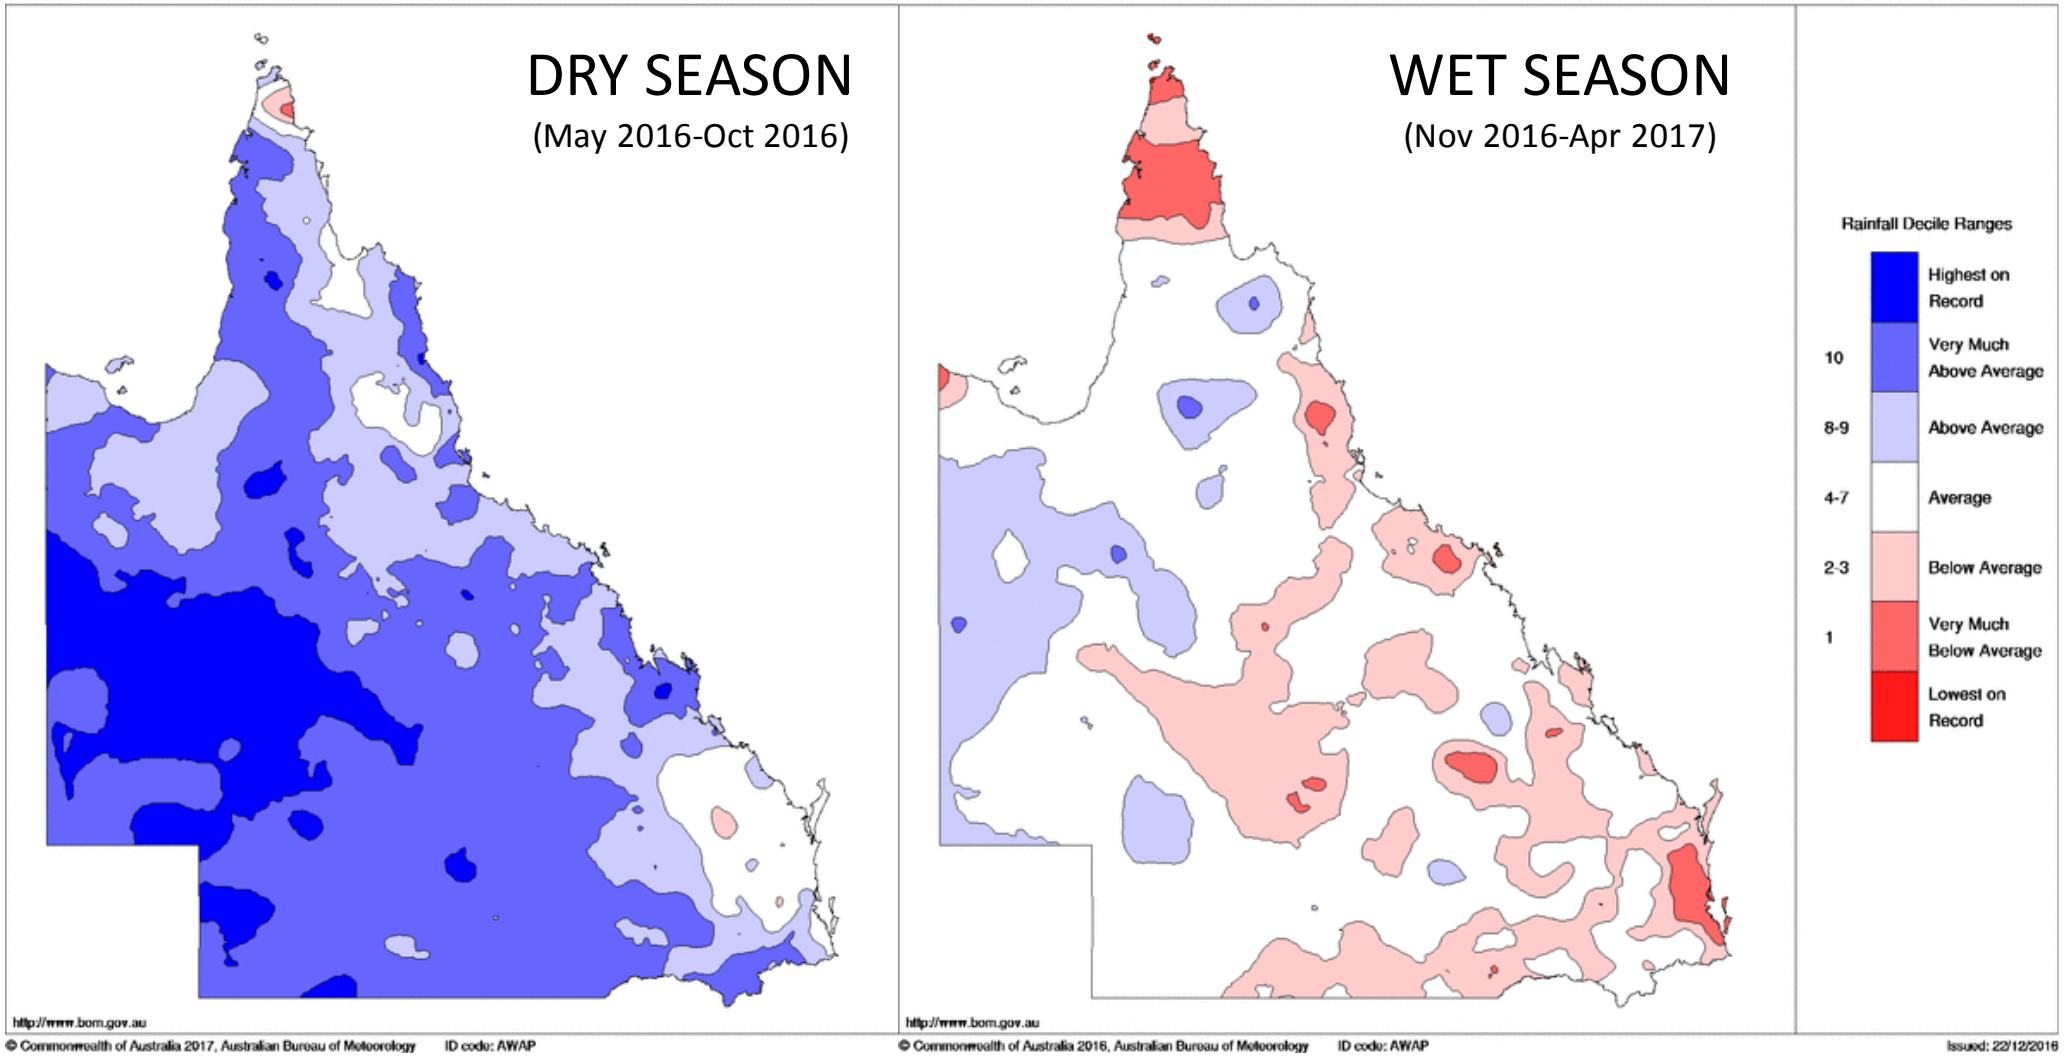 DRY SEASON
(May 2016-Oct 2016)
WET SEASON
(Nov 2016-Apr 2017)
Rainfall Decile Ranges
Highest on
Record
10
Very Much
Above Average
8-9
Above Average
4-7
Average
2-3
Below Average
1
Very Much
Below Average
Lowest on
Record
http://www.bom.gov.au
http://www.bom.gov.au
© Commonwealth of Australia 2017, Australian Bureau of Meteorology ID code: AWAP
© Commonwealth of Australia 2016, Australian Bureau of Meteorology ID code: AWAP
Issued: 22/12/2016